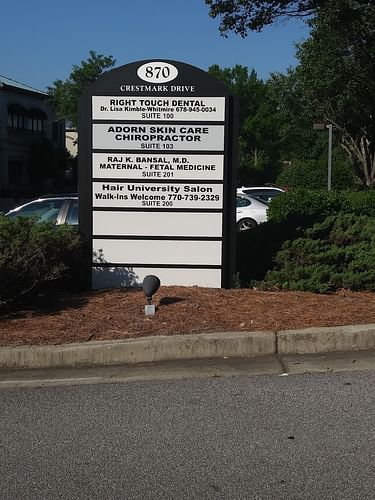 870
CRESTMARK DRIVE
RIGHT TOUCH DENTAL
Dr. Lisa Kimble-Whitmire 678-945-0034
SUITE 100
ADORN SKIN CARE
CHIROPRACTOR
SUITE 103
RAJ K. BANSAL, M.D.
MATERNAL - FETAL MEDICINE
SUITE 201
Hair University Salon
Walk-Ins Welcome 770-739-2329
SUITE 200